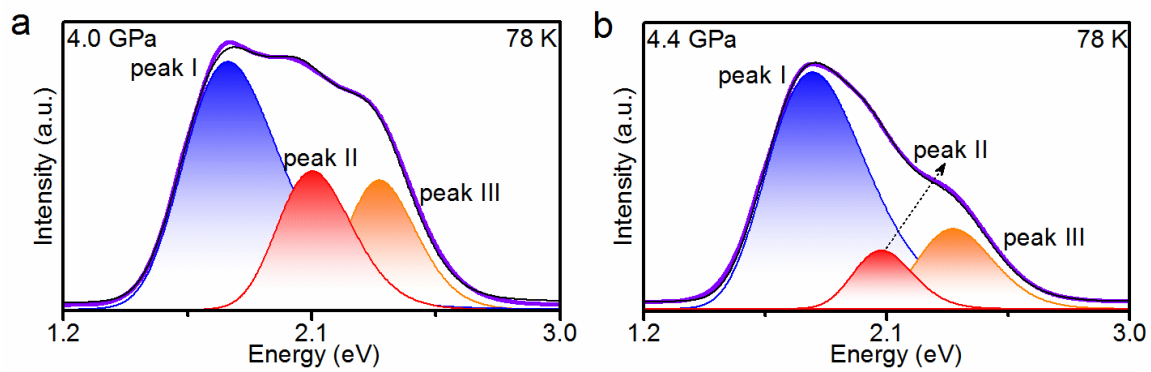 a
4.0 GPa
78 K
peak I
peak II
peak III
Intensity (a.u.)
1.2
2.1
3.0
Energy (eV)
b
4.4 GPa
78 K
peak I
peak II
peak III
Intensity (a.u.)
1.2
2.1
3.0
Energy (eV)